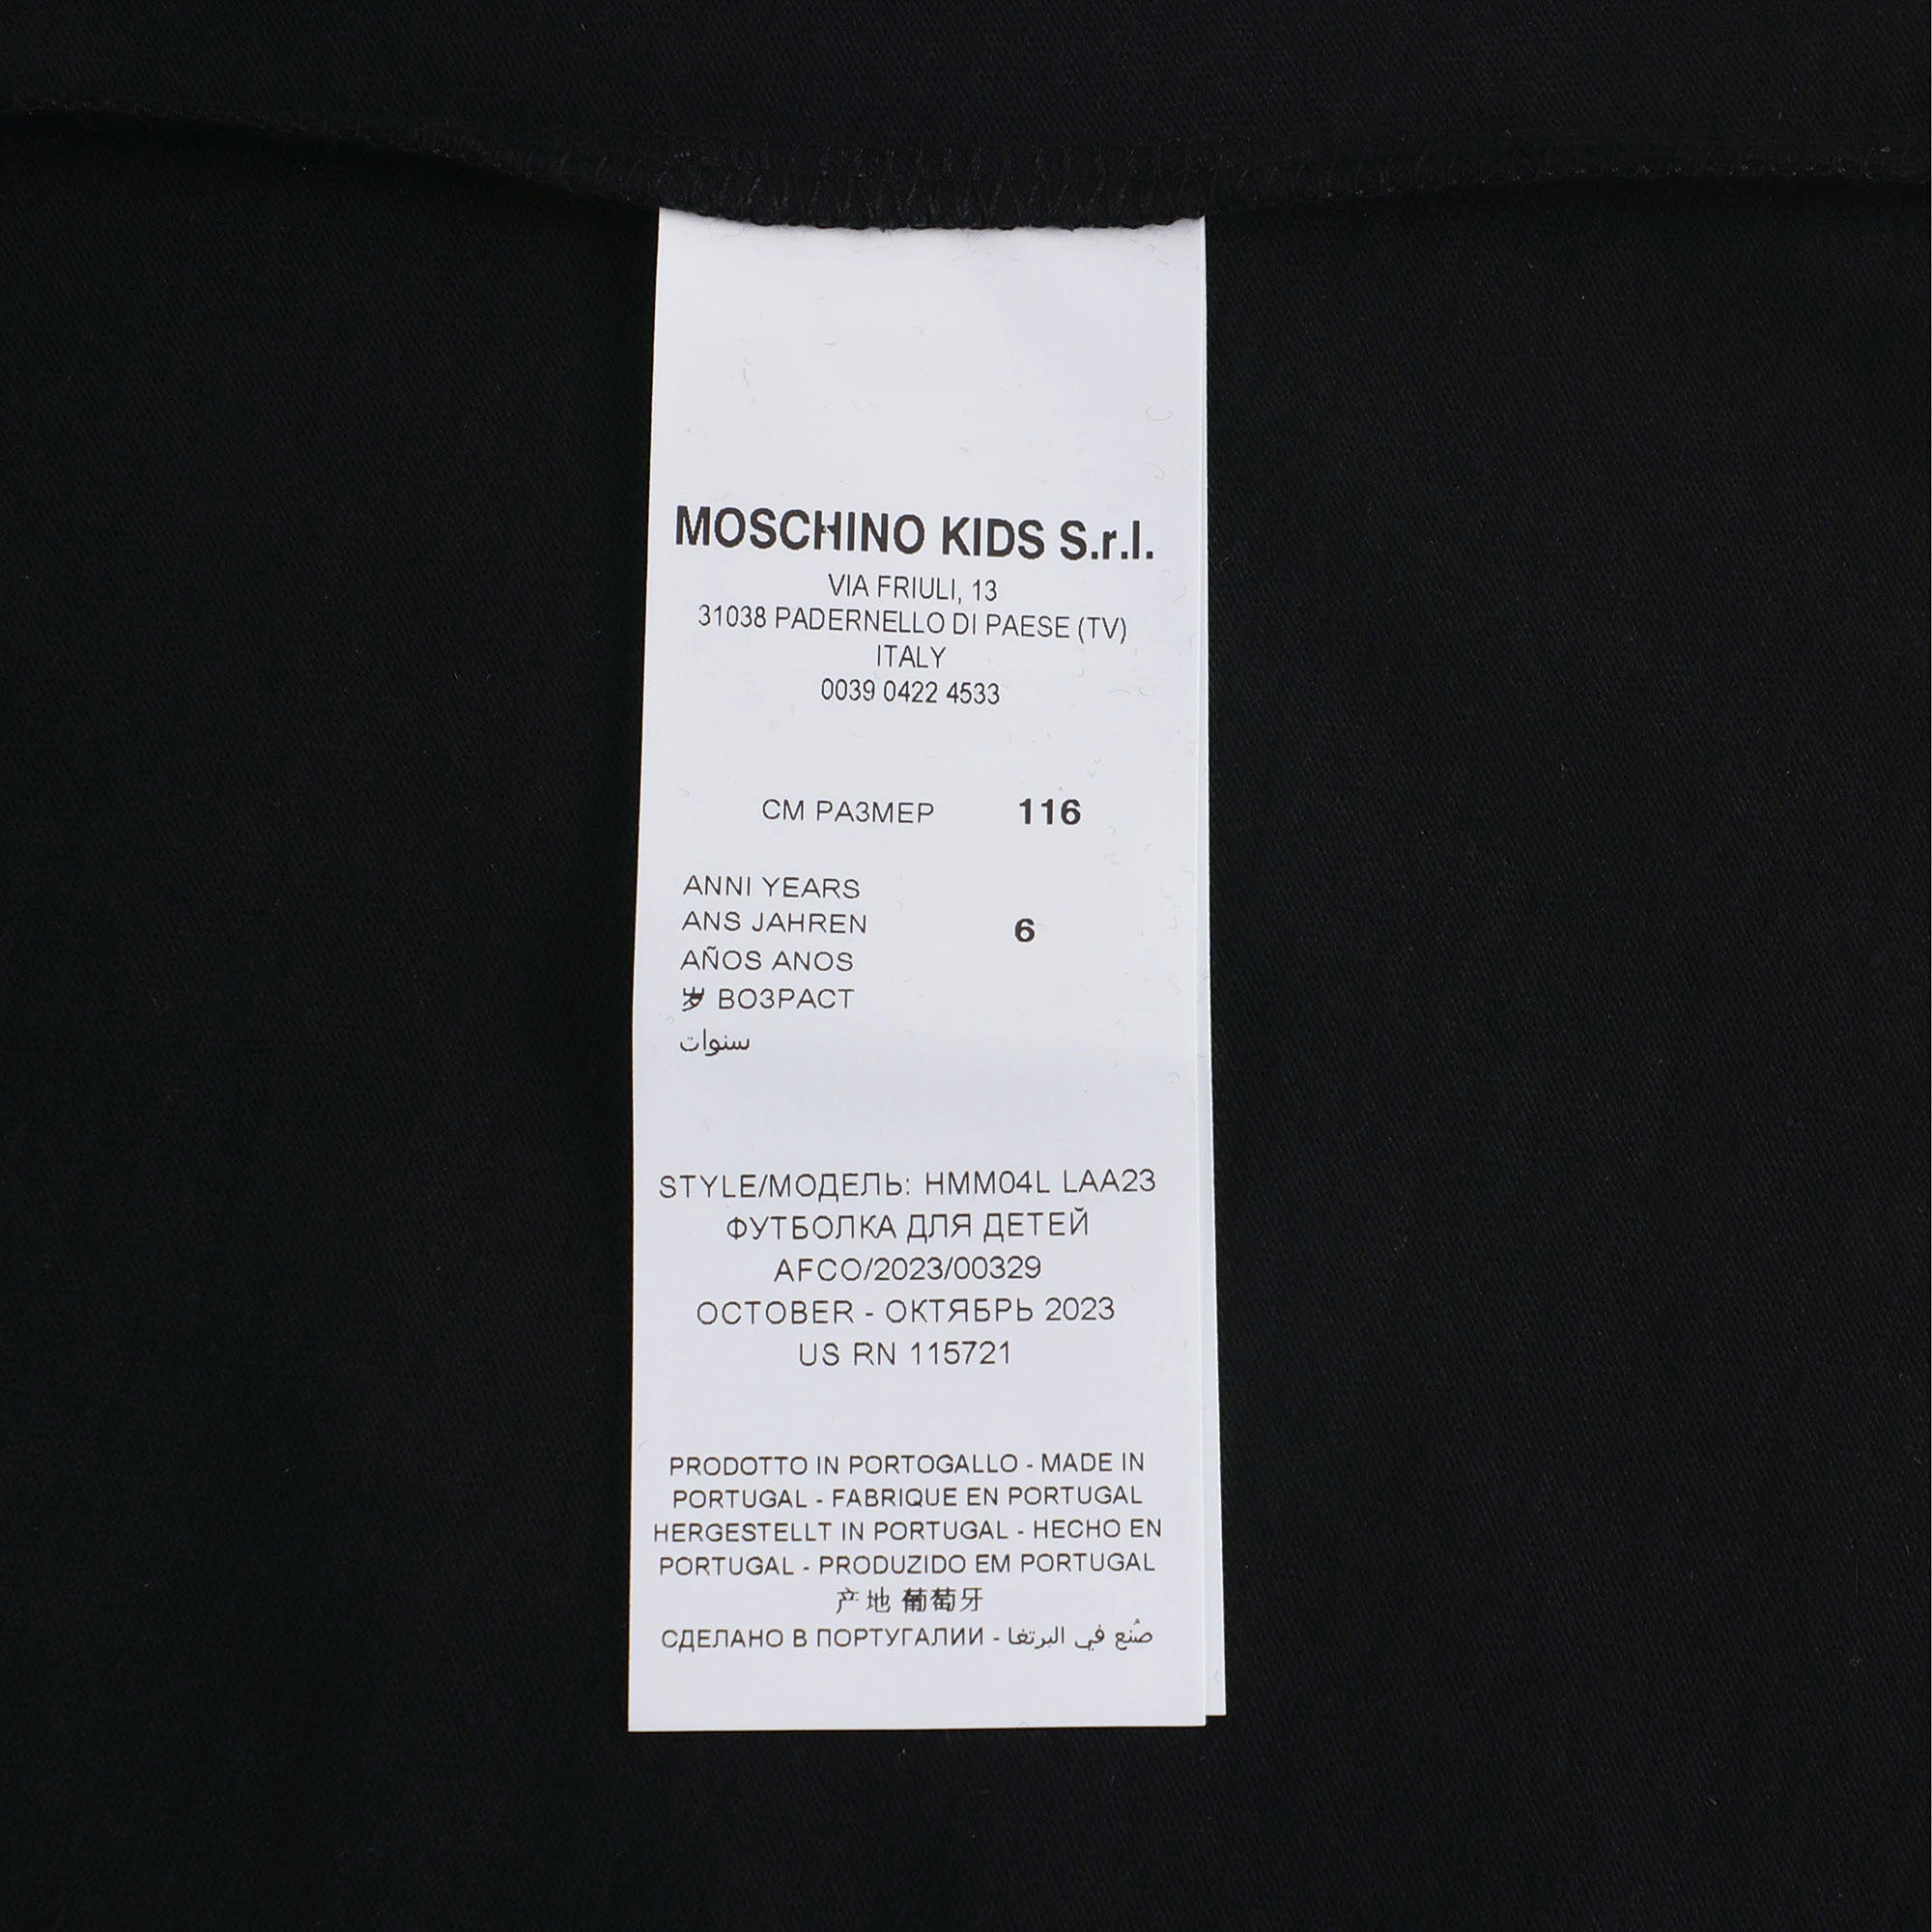 MOSCHINO KIDS S.r.l.
VIA FRIULI, 13
31038 PADERNELLO DI PAESE (TV)
ITALY
0039 0422 4533
СМ РАЗМЕР 116
ANNI YEARS
ANS JAHREN 6
AÑOS ANOS
岁 ВОЗРАСТ
سنوات
STYLE/МОДЕЛЬ: HMM04L LAA23
ФУТБОЛКА ДЛЯ ДЕТЕЙ
AFCO/2023/00329
OCTOBER - ОКТЯБРЬ 2023
US RN 115721
PRODOTTO IN PORTOGALLO - MADE IN
PORTUGAL - FABRIQUE EN PORTUGAL
HERGESTELLT IN PORTUGAL - HECHO EN
PORTUGAL - PRODUZIDO EM PORTUGAL
产地 葡萄牙
СДЕЛАНО В ПОРТУГАЛИИ - صُنع في البرتغا